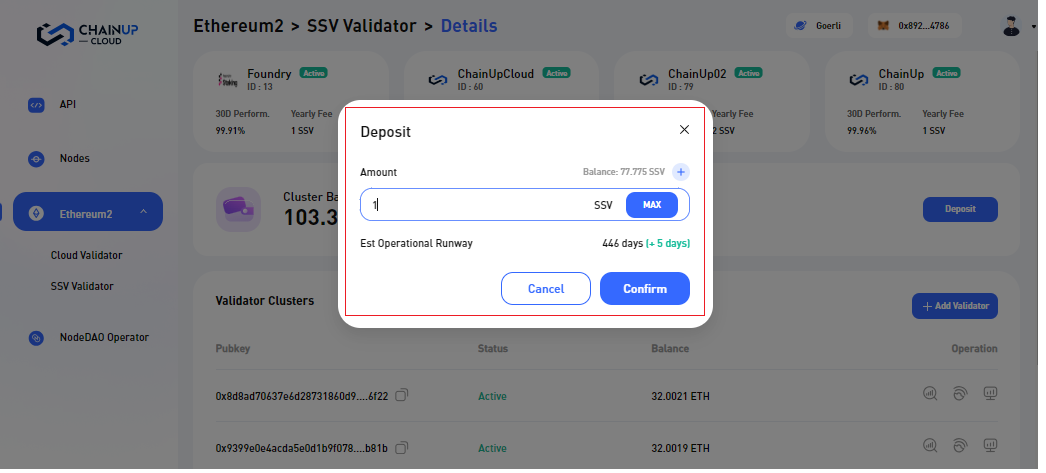 CHAINUP
CLOUD
Ethereum2 > SSV Validator > Details
Goerli
0x892...4786
API
Nodes
Ethereum2
Cloud Validator
SSV Validator
NodeDAO Operator
Foundry Active
ID : 13
30D Perform. Yearly Fee
99.91% 1 SSV
ChainUpCloud Active
ID : 60
ChainUp02 Active
ID : 79
Yearly Fee
2 SSV
ChainUp Active
ID : 80
30D Perform. Yearly Fee
99.96% 1 SSV
Cluster Ba
103.3
Deposit
Deposit
Amount Balance: 77.775 SSV
1 SSV MAX
Est Operational Runway 446 days (+ 5 days)
Cancel Confirm
Validator Clusters
+ Add Validator
Pubkey Status Balance Operation
0x8d8ad70637e6d28731860d9....6f22 Active 32.0021 ETH
0x9399e0e4acda5e0d1b9f078....b81b Active 32.0019 ETH